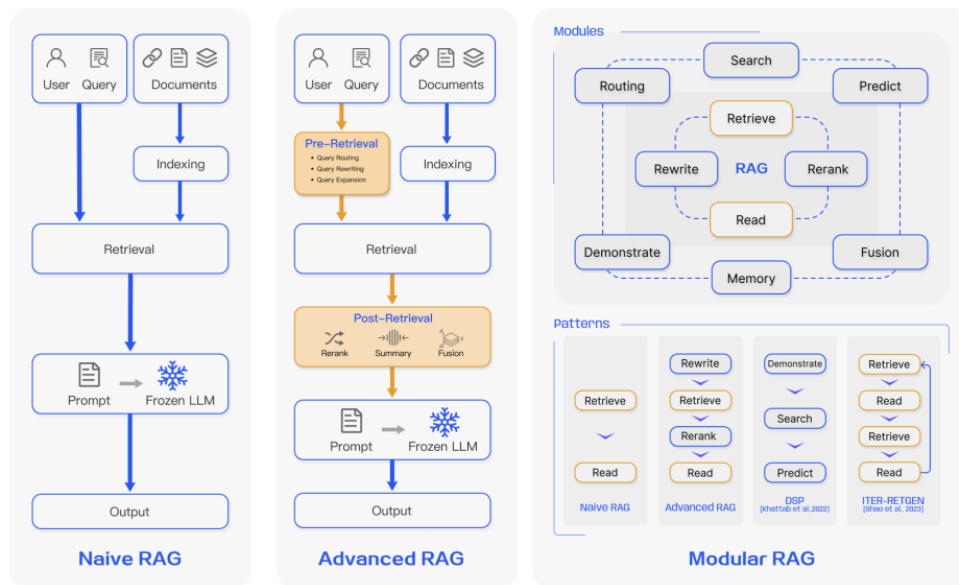 User Query
Documents
Indexing
Retrieval
Prompt
Frozen LLM
Output
Naive RAG
User Query
Documents
Pre-Retrieval
• Query Routing
• Query Rewriting
• Query Expansion
Indexing
Retrieval
Post-Retrieval
Rerank
Summary
Fusion
Prompt
Frozen LLM
Output
Advanced RAG
Modules
Search
Routing
Predict
Retrieve
Rewrite
RAG
Rerank
Read
Demonstrate
Fusion
Memory
Patterns
Retrieve
Read
Naive RAG
Rewrite
Retrieve
Rerank
Read
Advanced RAG
Demonstrate
Search
Predict
DSP
[Khattab et al,2022]
Retrieve
Read
Retrieve
Read
ITER-RETGEN
[Shao et al, 2023]
Modular RAG